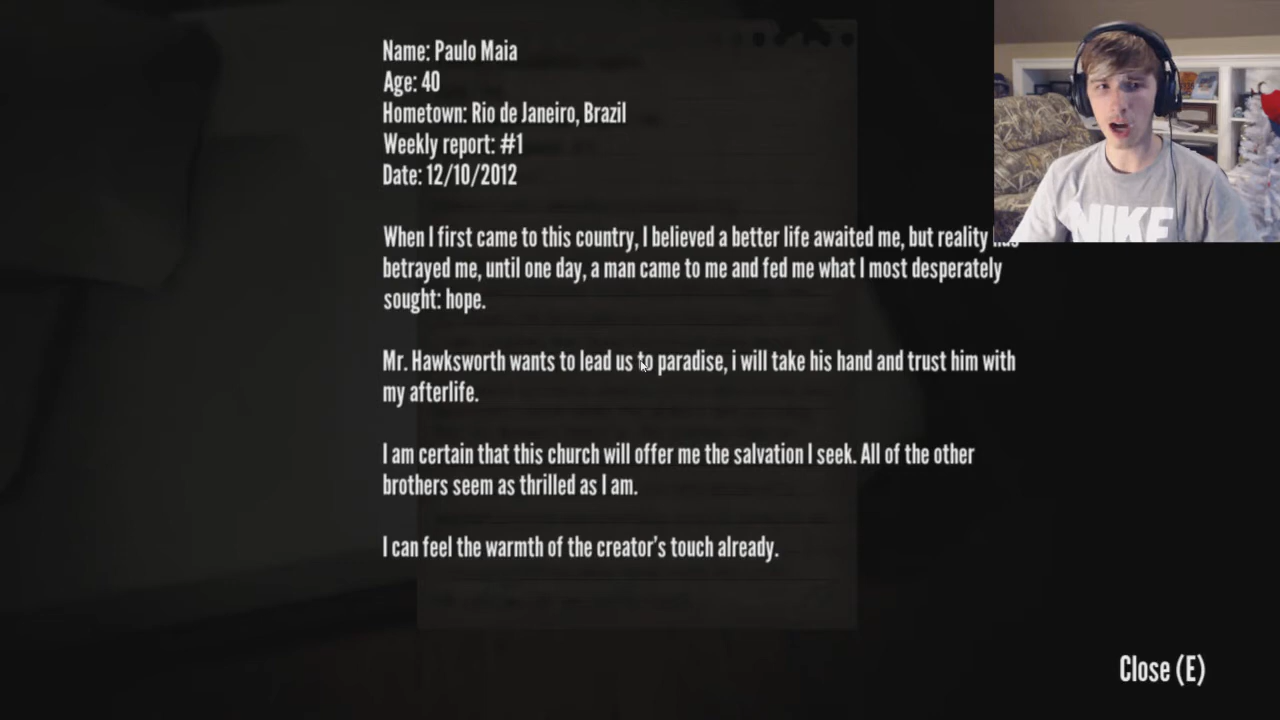 Name: Paulo Maia
Age: 40
Hometown: Rio de Janeiro, Brazil
Weekly report: #1
Date: 12/10/2012
When I first came to this country, I believed a better life awaited me, but reality
betrayed me, until one day, a man came to me and fed me what I most desperately
sought: hope.
Mr. Hawksworth wants to lead us to paradise, i will take his hand and trust him with
my afterlife.
I am certain that this church will offer me the salvation I seek. All of the other
brothers seem as thrilled as I am.
I can feel the warmth of the creator's touch already.
Close (E)
NIKE